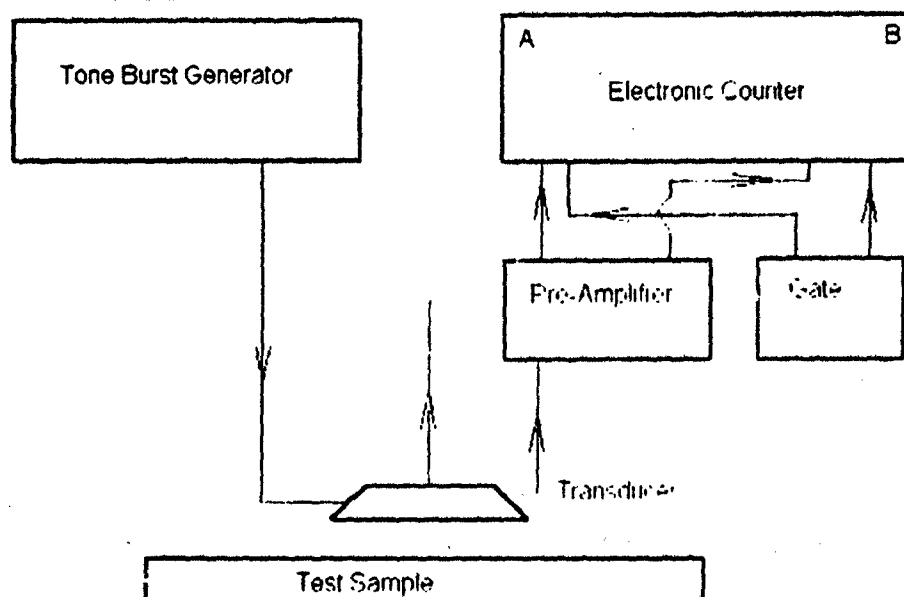 A B
Tone Burst Generator
Electronic Counter
Pre-Amplifier
Gate
Transducer
Test Sample